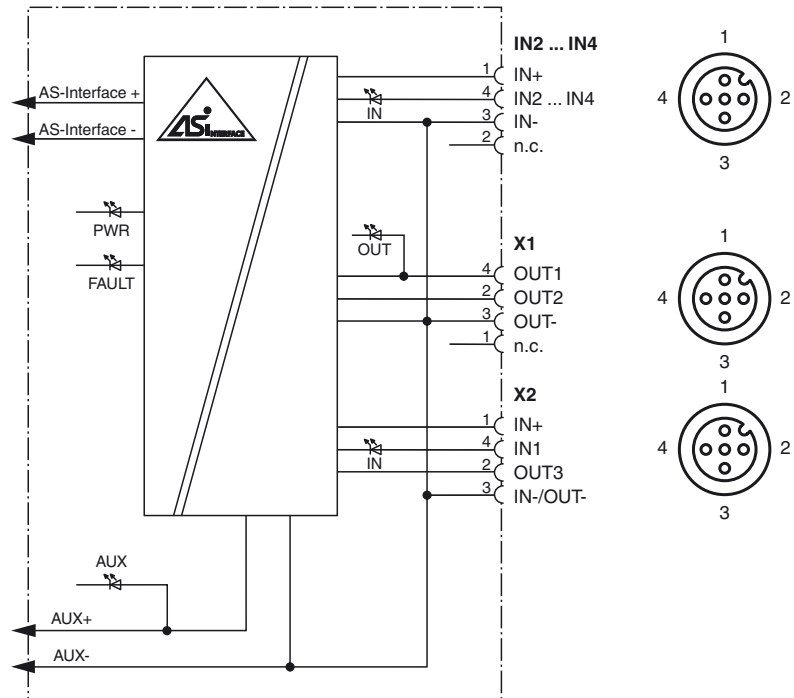 IN2 ... IN4
1 IN+
4 IN2 ... IN4
IN
3 IN-
2 n.c.
1
4 2
3
AS-Interface +
AS-Interface -
ASi INTERFACE
PWR
FAULT
OUT
X1
4 OUT1
2 OUT2
3 OUT-
1 n.c.
1
4 2
3
X2
1 IN+
4 IN1
IN
2 OUT3
3 IN-/OUT-
1
4 2
3
AUX
AUX+
AUX-